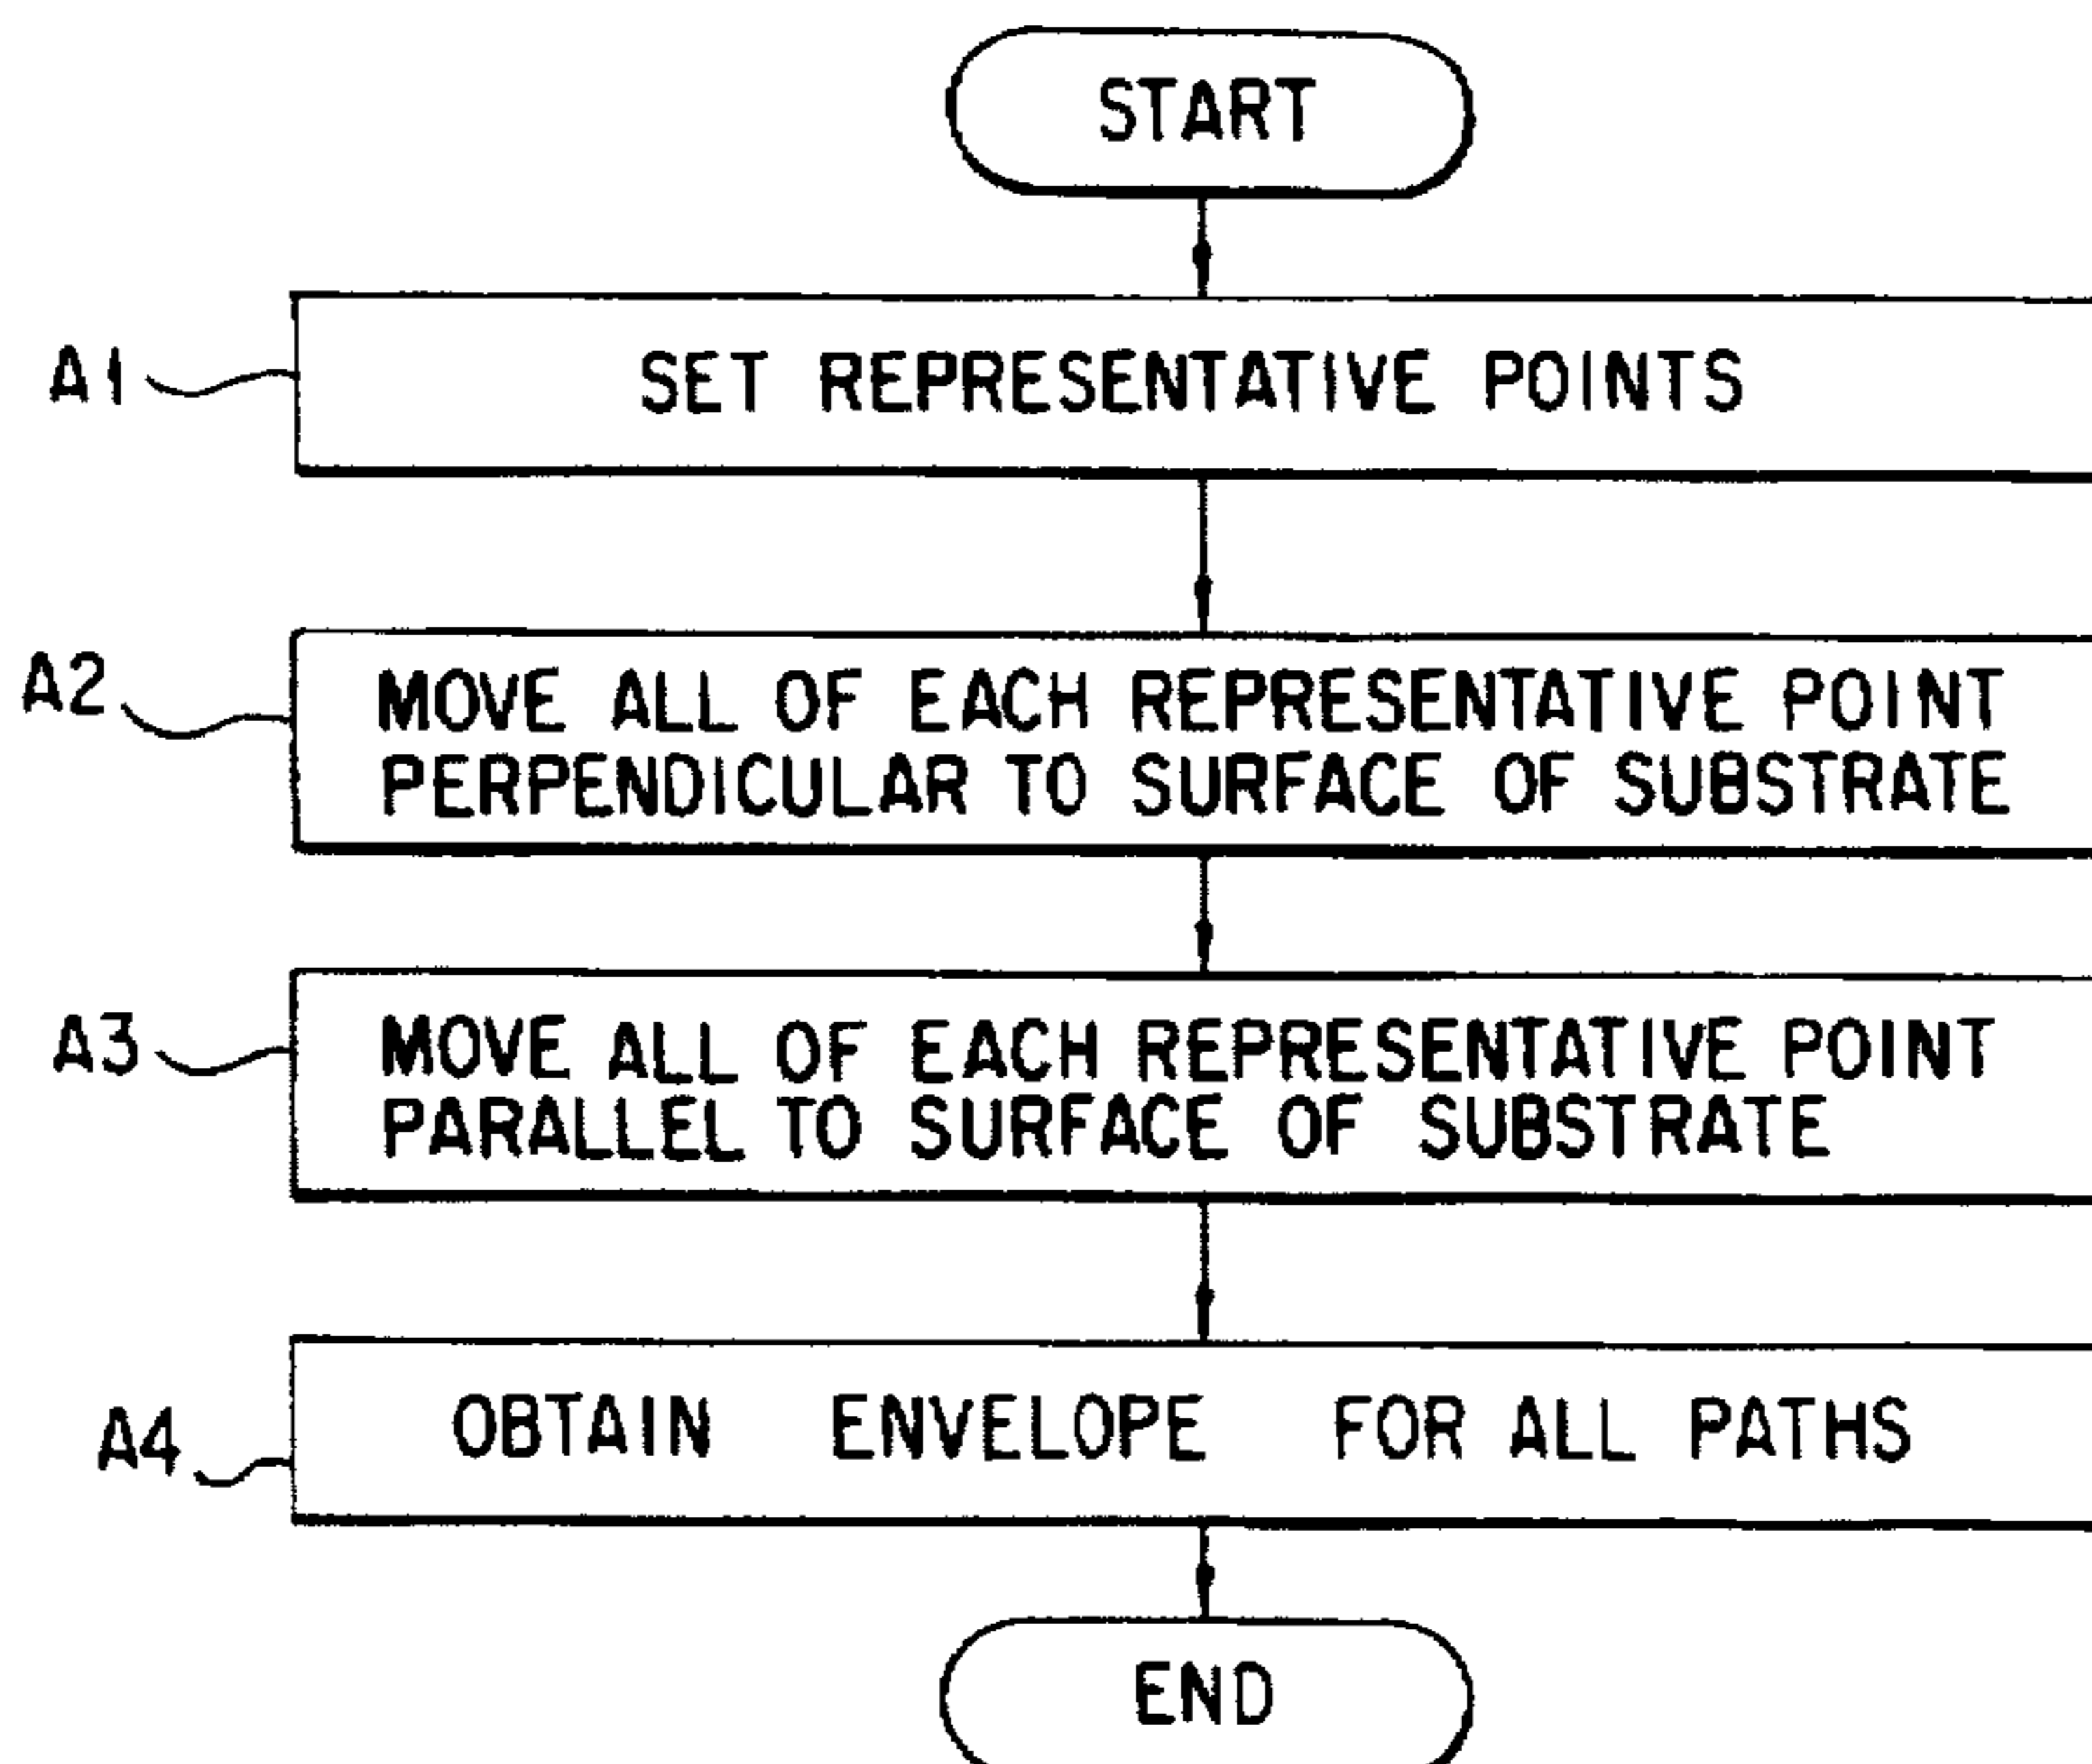 START
A1
SET REPRESENTATIVE POINTS
A2
MOVE ALL OF EACH REPRESENTATIVE POINT
PERPENDICULAR TO SURFACE OF SUBSTRATE
A3
MOVE ALL OF EACH REPRESENTATIVE POINT
PARALLEL TO SURFACE OF SUBSTRATE
A4
OBTAIN ENVELOPE FOR ALL PATHS
END